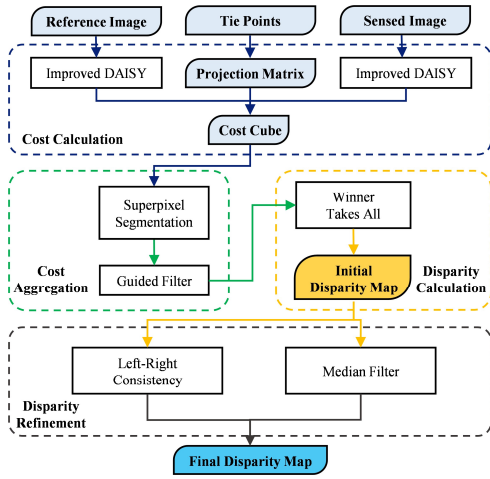 Reference Image
Tie Points
Sensed Image
Improved DAISY
Projection Matrix
Improved DAISY
Cost Calculation
Cost Cube
Superpixel
Segmentation
Winner
Takes All
Cost
Aggregation
Guided Filter
Initial
Disparity Map
Disparity
Calculation
Left-Right
Consistency
Median Filter
Disparity
Refinement
Final Disparity Map